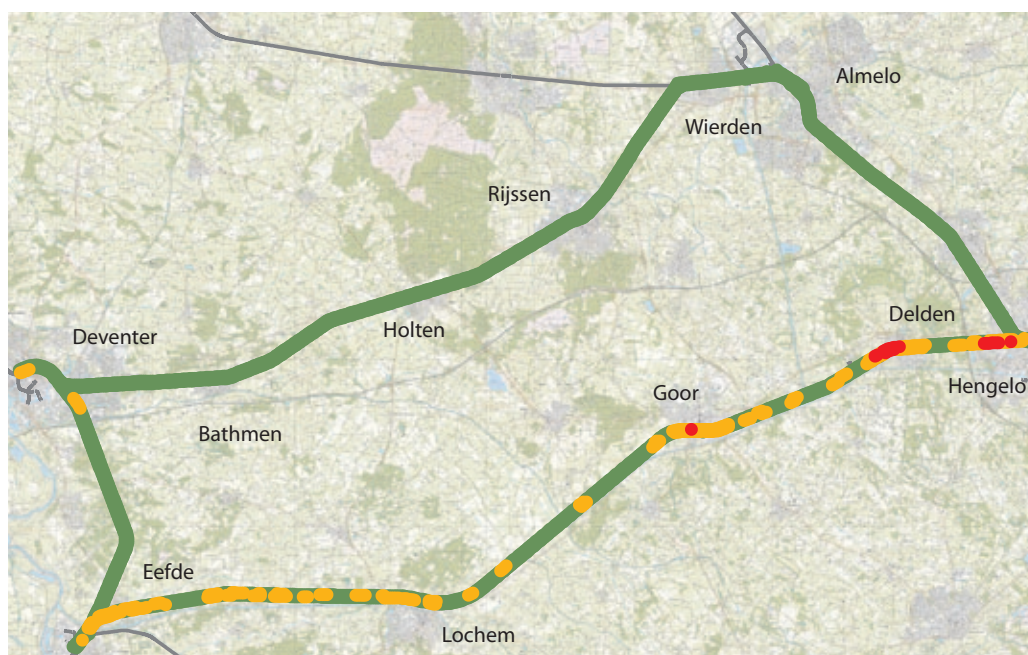 Almelo
Wierden
Rijssen
Delden
Holten
Deventer
Hengelo
Goor
Bathmen
Eefde
Lochem